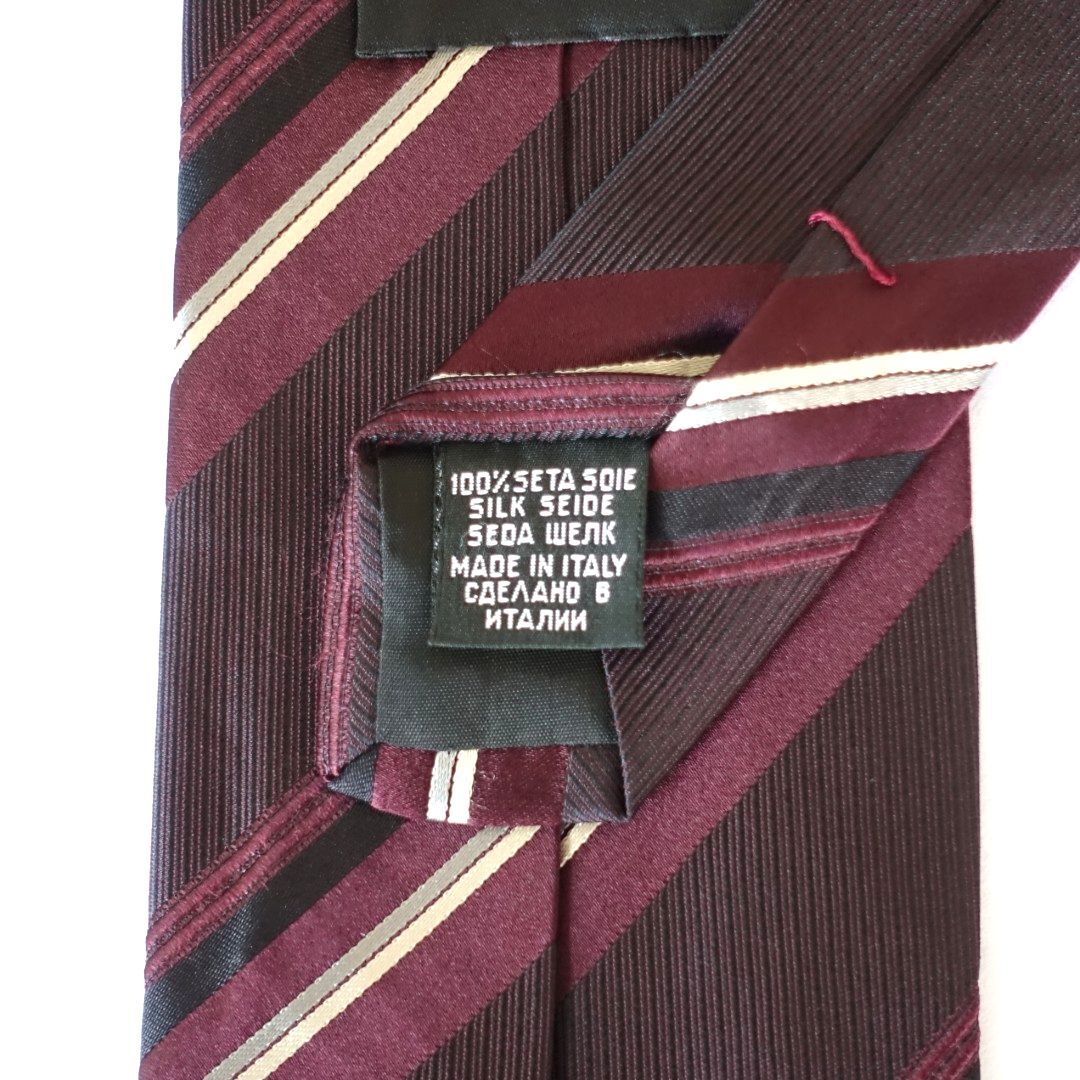 100% SETA SOIE
SILK SEIDE
SEDA ШЕЛК
MADE IN ITALY
СДЕЛАНО В
ИТАЛИИ